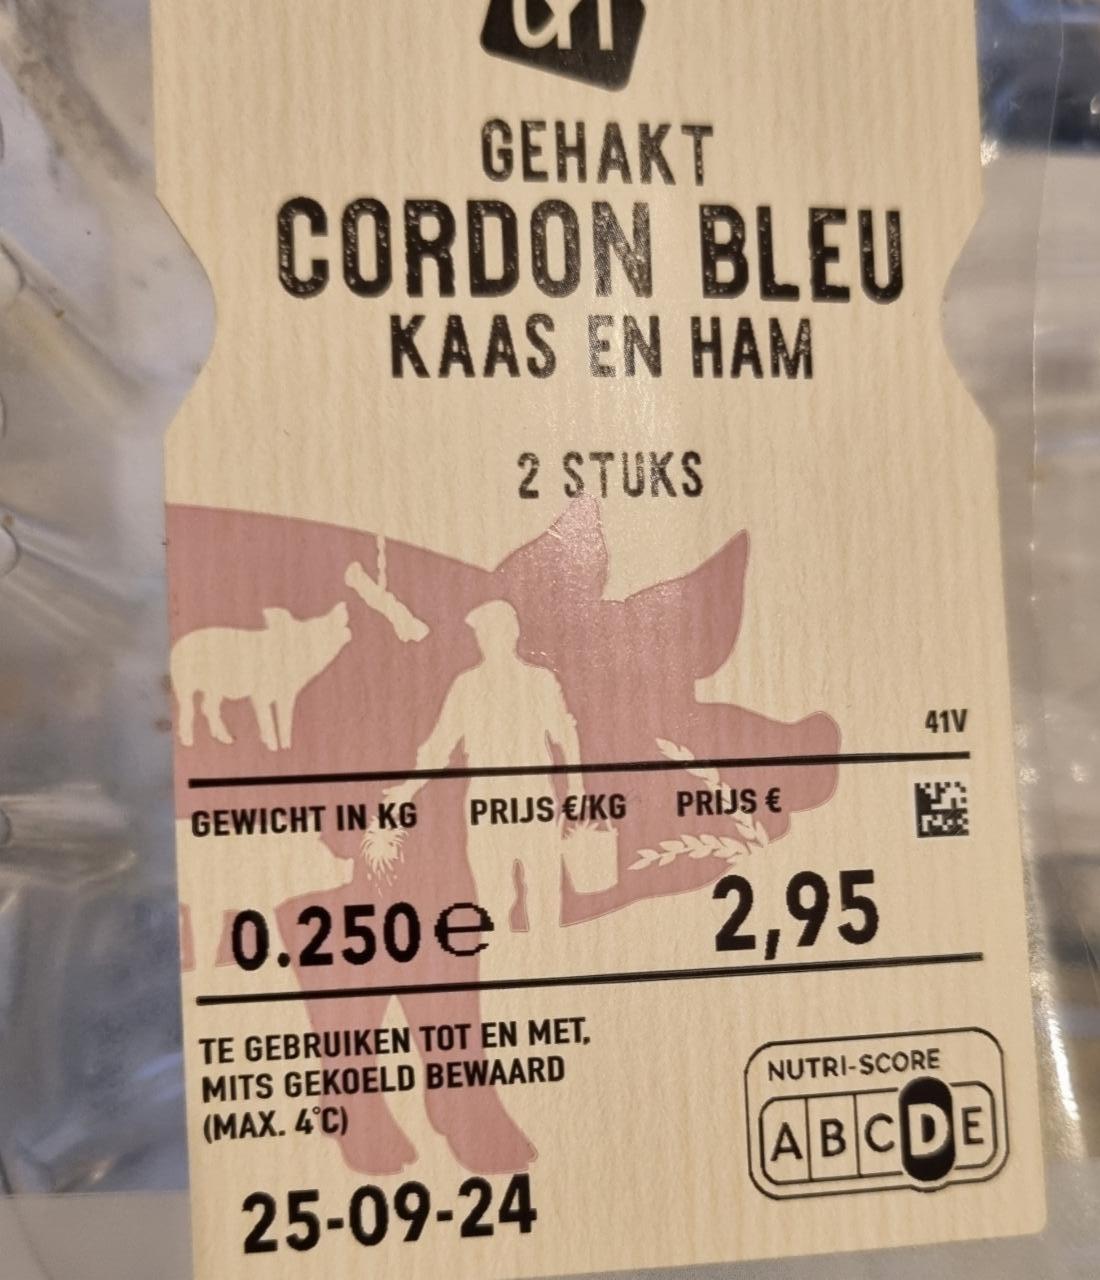 GEHAKT
CORDON BLEU
KAAS EN HAM
2 STUKS
41V
GEWICHT IN KG PRIJS €/KG PRIJS €
0.250 e 2,95
TE GEBRUIKEN TOT EN MET,
MITS GEKOELD BEWAARD
(MAX. 4°C)
25-09-24
NUTRI-SCORE
A B C D E